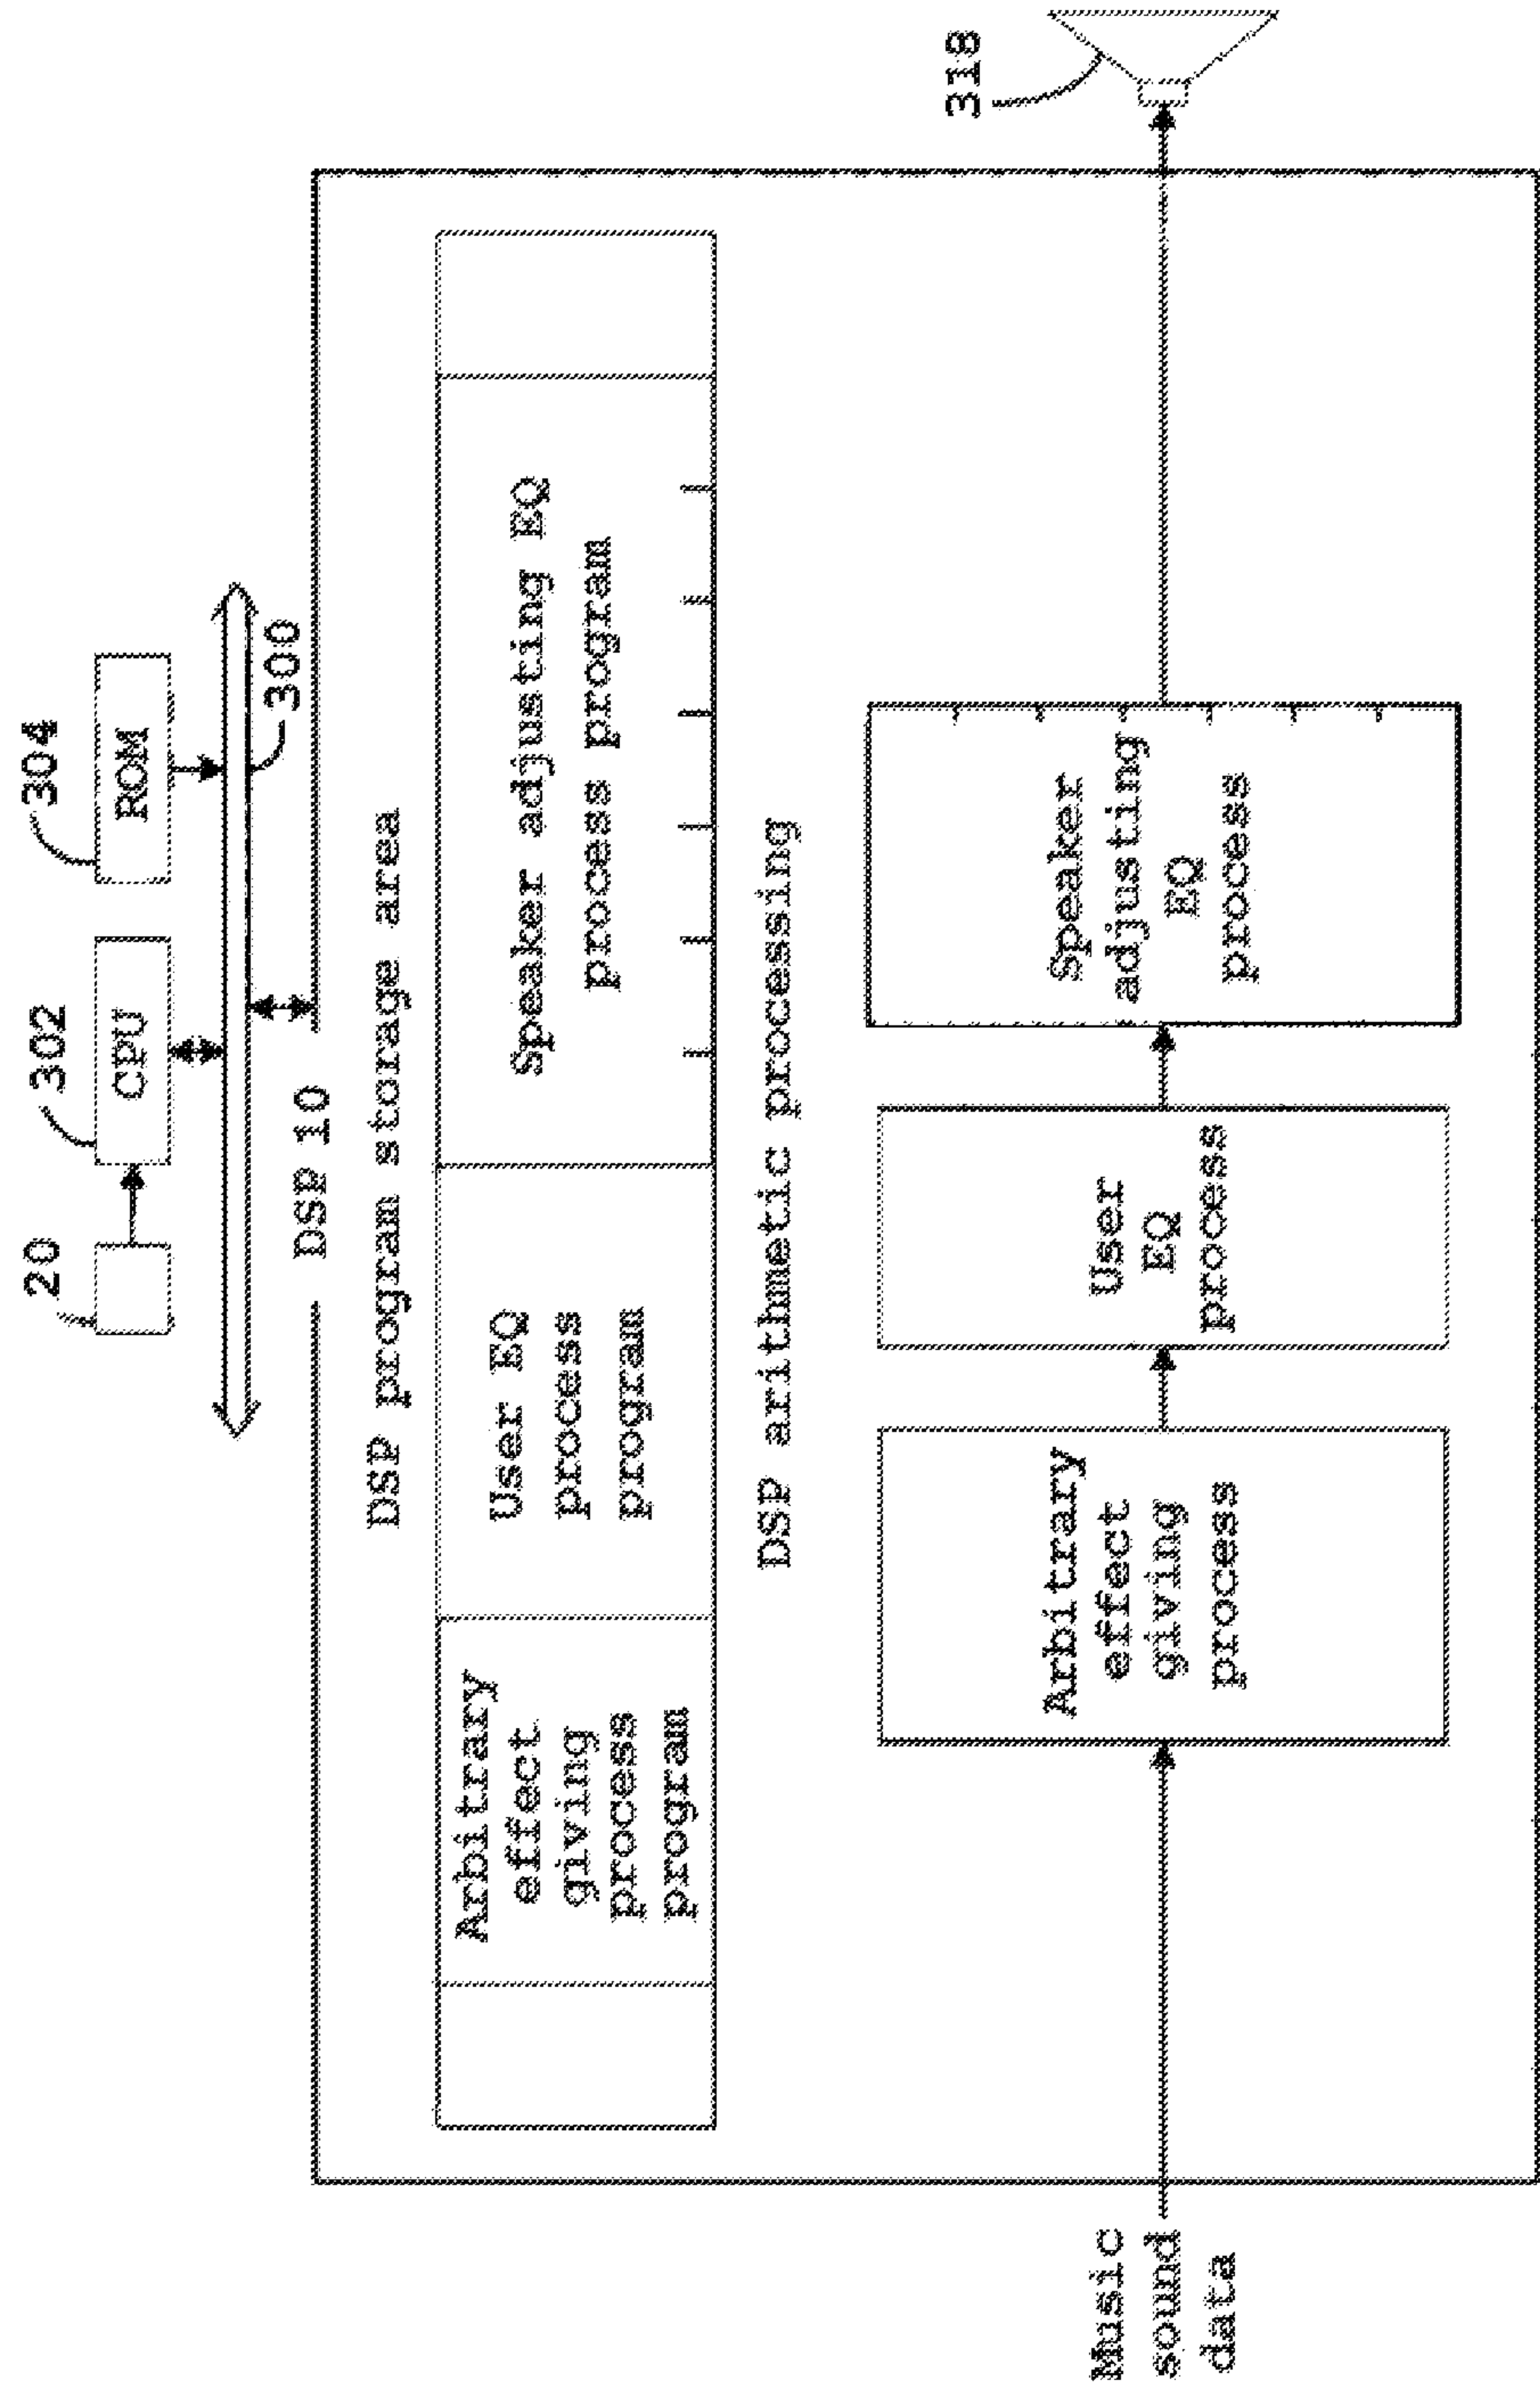 20
302
304
CPU
ROM
300
DSP 10
DSP program storage area
Arbitrary
effect
giving
process
program
User EQ
process
program
Speaker adjusting EQ
process program
DSP arithmetic processing
318
Music
sound
data
Arbitrary
effect
giving
process
User
EQ
process
Speaker
adjusting
EQ
process